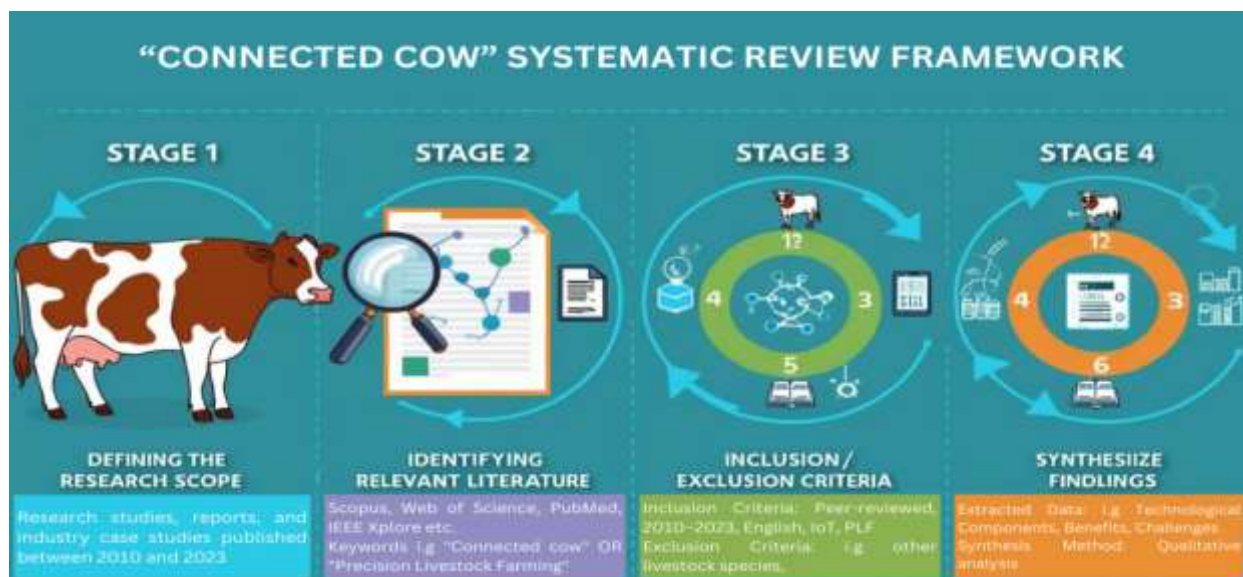 "CONNECTED COW" SYSTEMATIC REVIEW FRAMEWORK
STAGE 1
DEFINING THE
RESEARCH SCOPE
Research studies, reports, and
industry case studies published
between 2010 and 2023
STAGE 2
IDENTIFYING
RELEVANT LITERATURE
Scopus, Web of Science, PubMed,
IEEE Xplore etc.
Keywords i.g "Connected cow" OR
"Precision Livestock Farming"
STAGE 3
1?
4
3
5
INCLUSION/
EXCLUSION CRITERIA
Inclusion Criteria: Peer-reviewed,
2010–2023, English, IoT, PLF
Exclusion Criteria: i.g other
livestock species,
STAGE 4
1?
4
3
6
SYNTHESIIZE
FINDINGS
Extracted Data: i.g Technological
Components, Benefits, Challenges
Synthesis Method: Qualitative
analysis